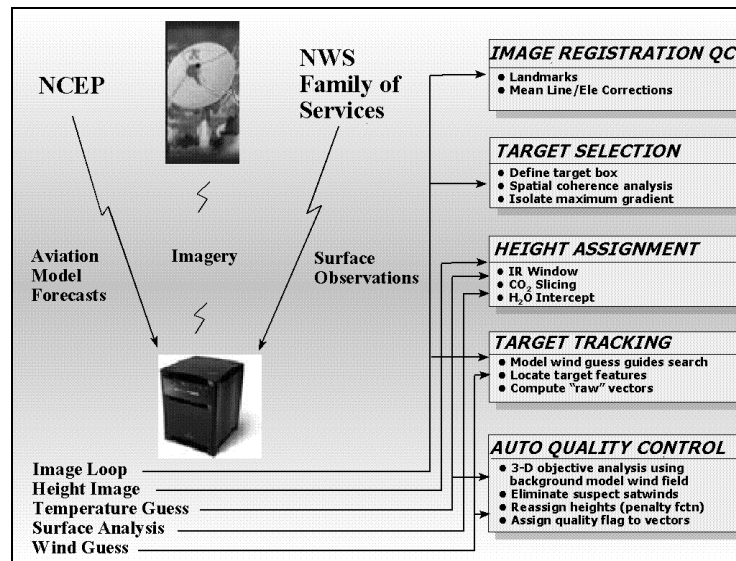 NCEP
NWS
Family of
Services
Aviation
Model
Forecasts
Imagery
Surface
Observations
Image Loop
Height Image
Temperature Guess
Surface Analysis
Wind Guess
IMAGE REGISTRATION QC
● Landmarks
● Mean Line/Ele Corrections
TARGET SELECTION
● Define target box
● Spatial coherence analysis
● Isolate maximum gradient
HEIGHT ASSIGNMENT
● IR Window
● CO₂ Slicing
● H₂O Intercept
TARGET TRACKING
● Model wind guess guides search
● Locate target features
● Compute “raw” vectors
AUTO QUALITY CONTROL
● 3-D objective analysis using
background model wind field
● Eliminate suspect satwinds
● Reassign heights (penalty fctn)
● Assign quality flag to vectors